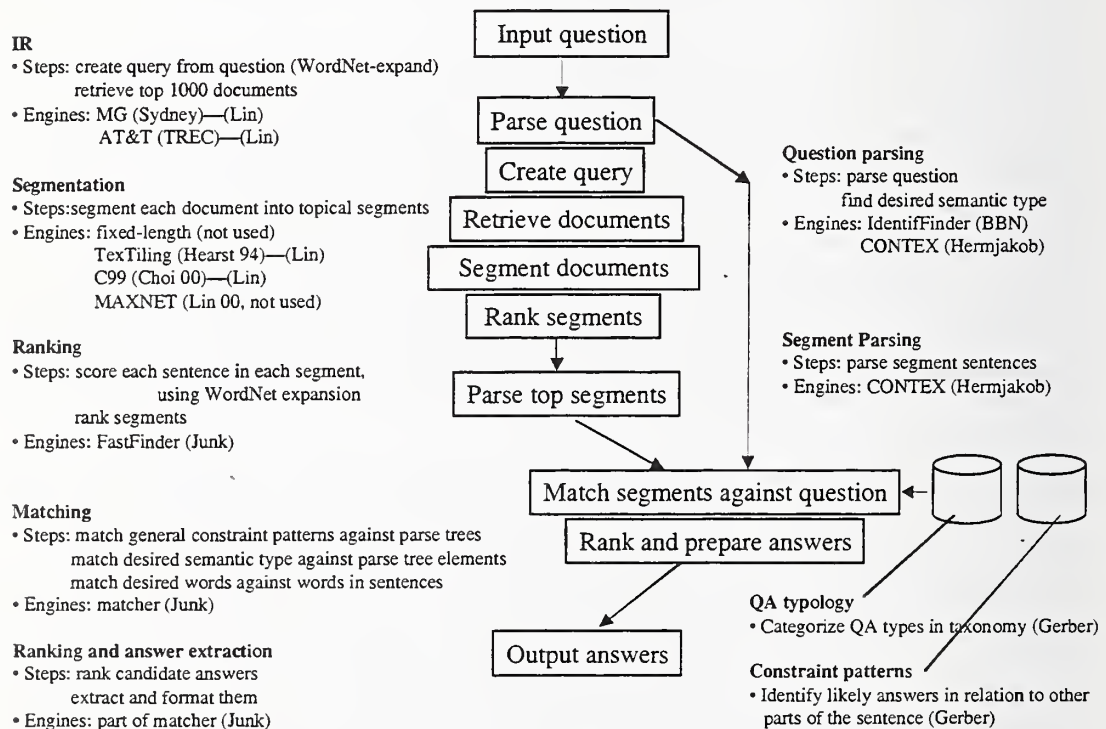 IR
• Steps: create query from question (WordNet-expand)
retrieve top 1000 documents
• Engines: MG (Sydney)—(Lin)
AT&T (TREC)—(Lin)
Segmentation
• Steps:segment each document into topical segments
• Engines: fixed-length (not used)
TexTiling (Hearst 94)—(Lin)
C99 (Choi 00)—(Lin)
MAXNET (Lin 00, not used)
Ranking
• Steps: score each sentence in each segment,
using WordNet expansion
rank segments
• Engines: FastFinder (Junk)
Matching
• Steps: match general constraint patterns against parse trees
match desired semantic type against parse tree elements
match desired words against words in sentences
• Engines: matcher (Junk)
Ranking and answer extraction
• Steps: rank candidate answers
extract and format them
• Engines: part of matcher (Junk)
Input question
Parse question
Create query
Retrieve documents
Segment documents
Rank segments
Parse top segments
Match segments against question
Rank and prepare answers
Output answers
Question parsing
• Steps: parse question
find desired semantic type
• Engines: IdentifFinder (BBN)
CONTEX (Hermjakob)
Segment Parsing
• Steps: parse segment sentences
• Engines: CONTEX (Hermjakob)
QA typology
• Categorize QA types in taxonomy (Gerber)
Constraint patterns
• Identify likely answers in relation to other
parts of the sentence (Gerber)